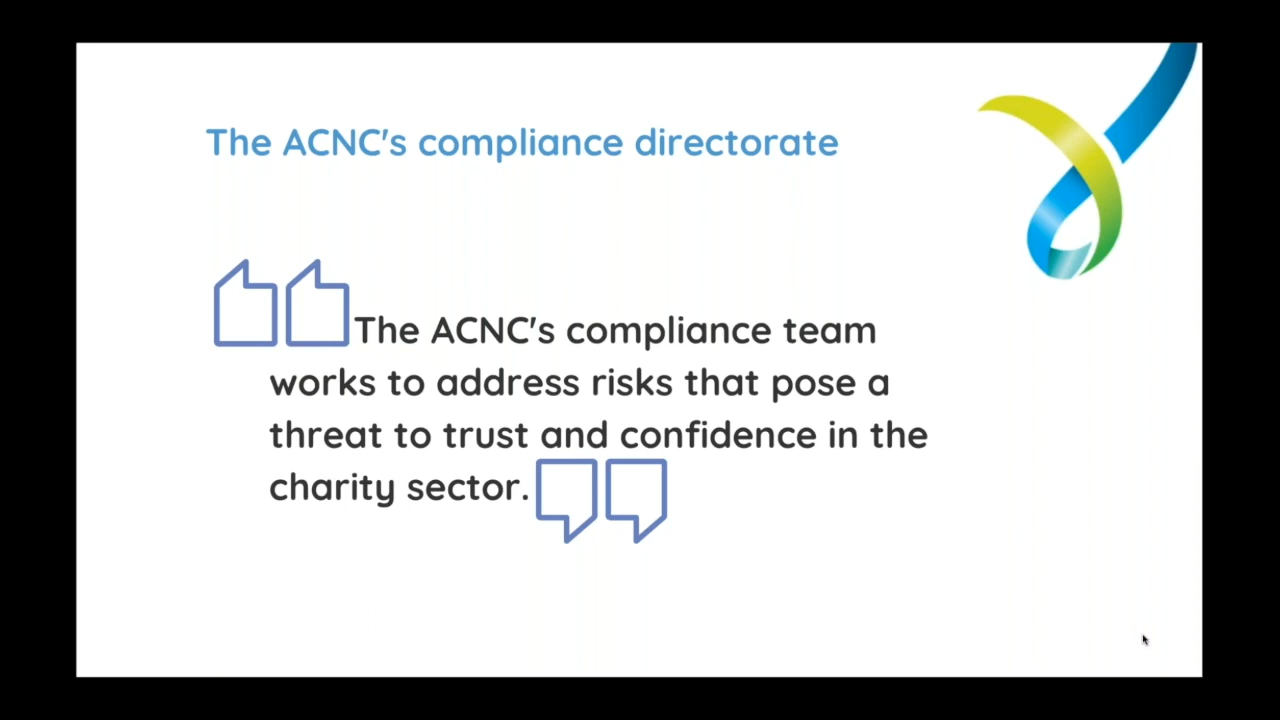 The ACNC's compliance directorate
The ACNC's compliance team
works to address risks that pose a
threat to trust and confidence in the
charity sector.